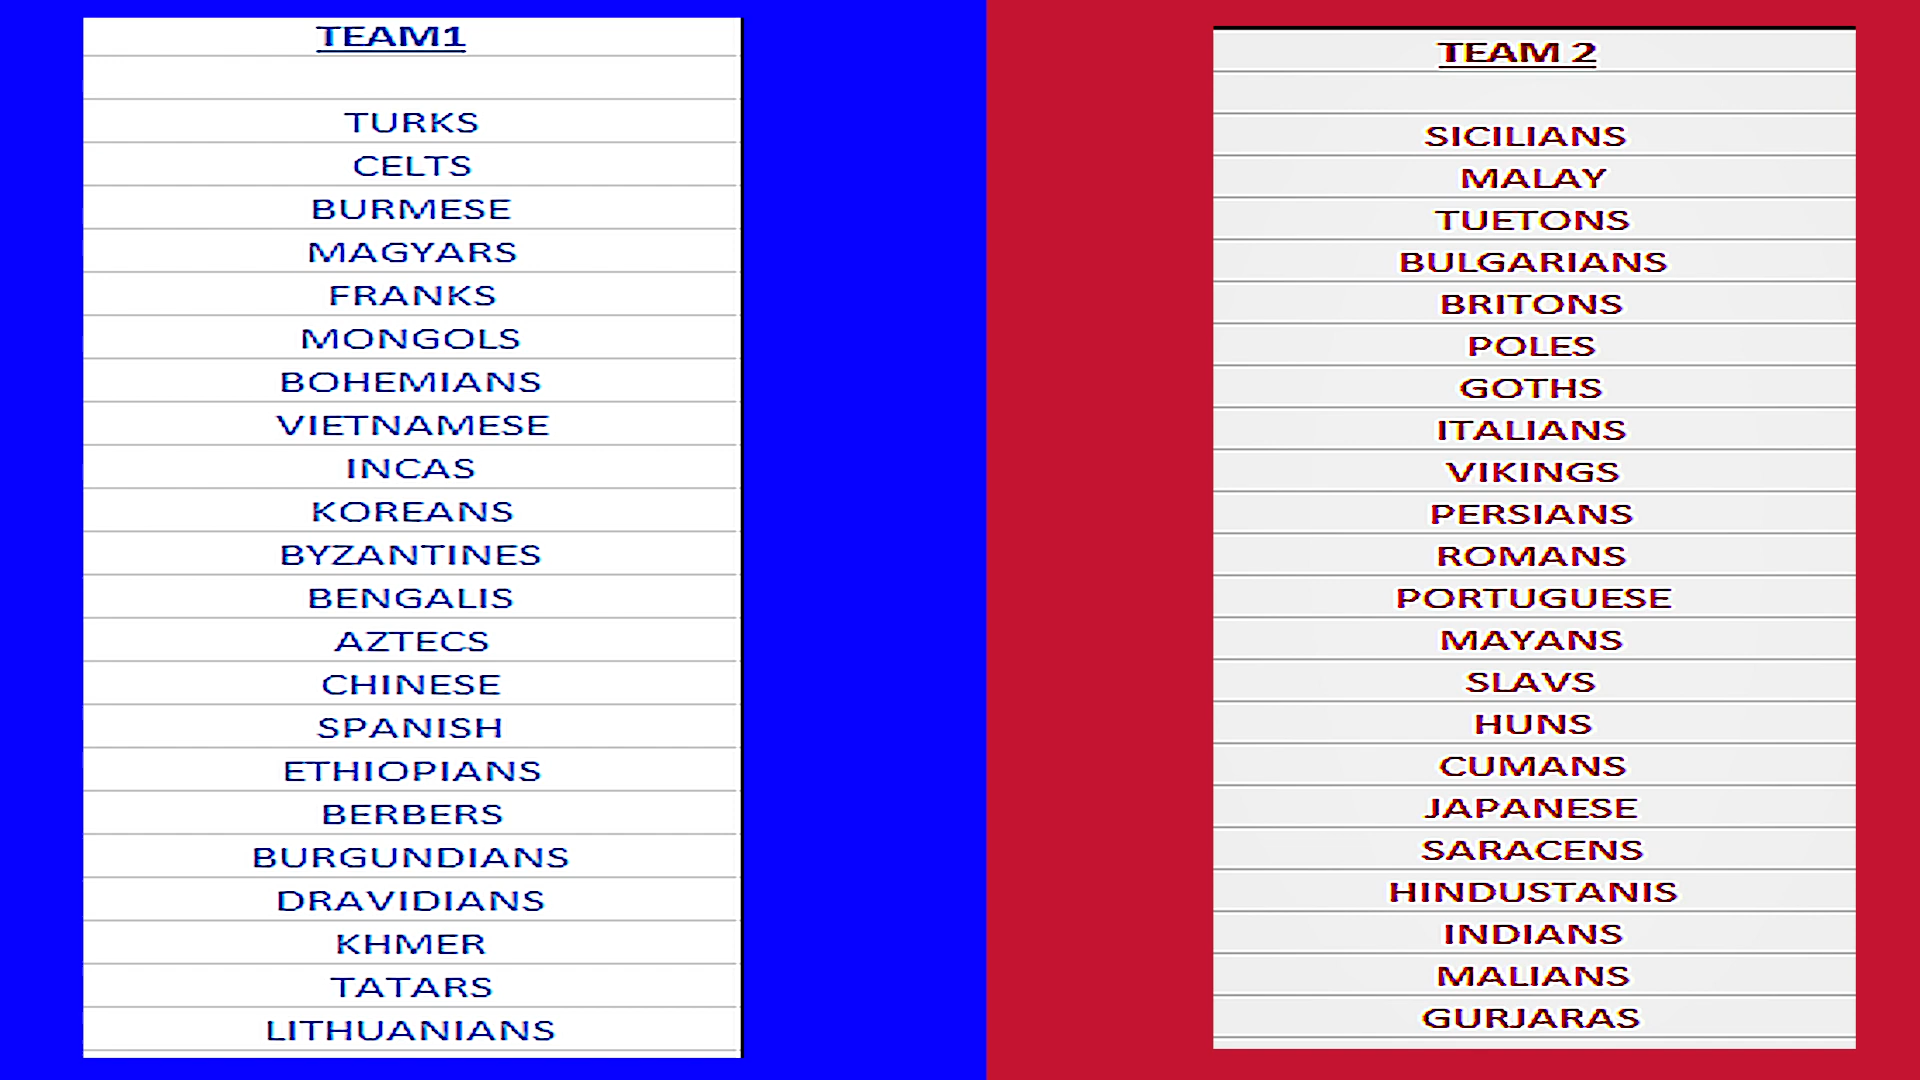 TEAM1
TURKS
CELTS
BURMESE
MAGYARS
FRANKS
MONGOLS
BOHEMIANS
VIETNAMESE
INCAS
KOREANS
BYZANTINES
BENGALIS
AZTECS
CHINESE
SPANISH
ETHIOPIANS
BERBERS
BURGUNDIANS
DRAVIDIANS
KHMER
TATARS
LITHUANIANS
TEAM 2
SICILIANS
MALAY
TUETONS
BULGARIANS
BRITONS
POLES
GOTHS
ITALIANS
VIKINGS
PERSIANS
ROMANS
PORTUGUESE
MAYANS
SLAVS
HUNS
CUMANS
JAPANESE
SARACENS
HINDUSTANIS
INDIANS
MALIANS
GURJARAS